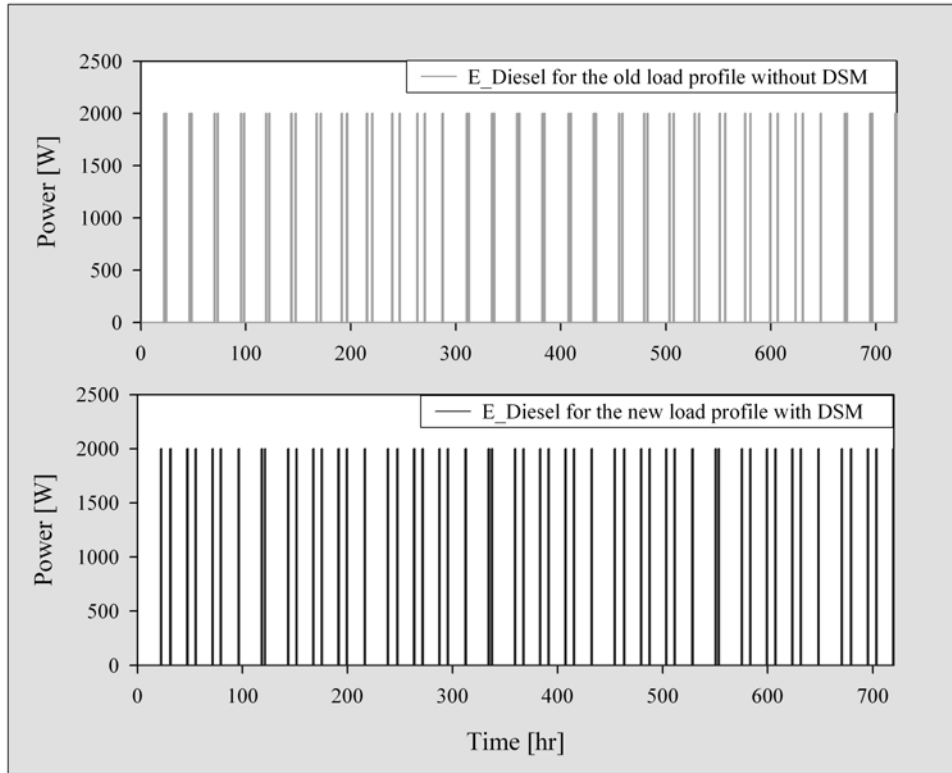 2500
E_Diesel for the old load profile without DSM
2000
1500
1000
500
0
Power [W]
0 100 200 300 400 500 600 700
2500
E_Diesel for the new load profile with DSM
2000
1500
1000
500
0
Power [W]
0 100 200 300 400 500 600 700
Time [hr]